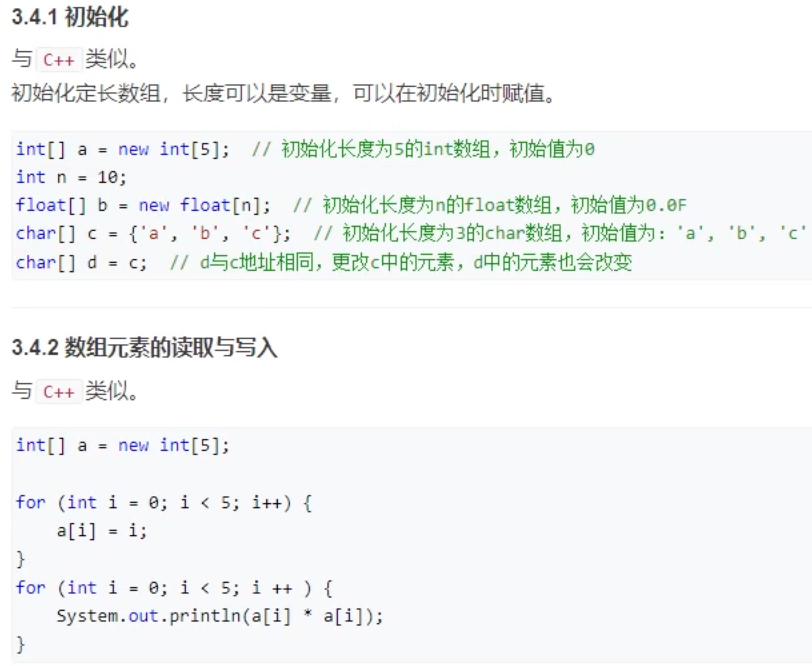 3.4.1 初始化
与 C++ 类似。
初始化定长数组，长度可以是变量，可以在初始化时赋值。
int[] a = new int[5];  // 初始化长度为5的int数组，初始值为0
int n = 10;
float[] b = new float[n];  // 初始化长度为n的float数组，初始值为0.0F
char[] c = {'a', 'b', 'c'};  // 初始化长度为3的char数组，初始值为：'a', 'b', 'c'
char[] d = c;  // d与c地址相同，更改c中的元素，d中的元素也会改变
3.4.2 数组元素的读取与写入
与 C++ 类似。
int[] a = new int[5];
for (int i = 0; i < 5; i++) {
    a[i] = i;
}
for (int i = 0; i < 5; i ++ ) {
    System.out.println(a[i] * a[i]);
}